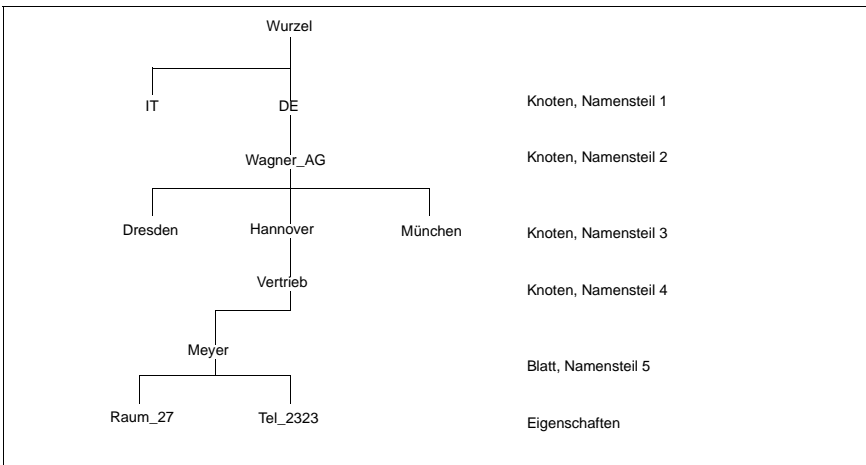 Wurzel
IT DE Knoten, Namensteil 1
Wagner_AG Knoten, Namensteil 2
Dresden Hannover München Knoten, Namensteil 3
Vertrieb Knoten, Namensteil 4
Meyer Blatt, Namensteil 5
Raum_27 Tel_2323 Eigenschaften